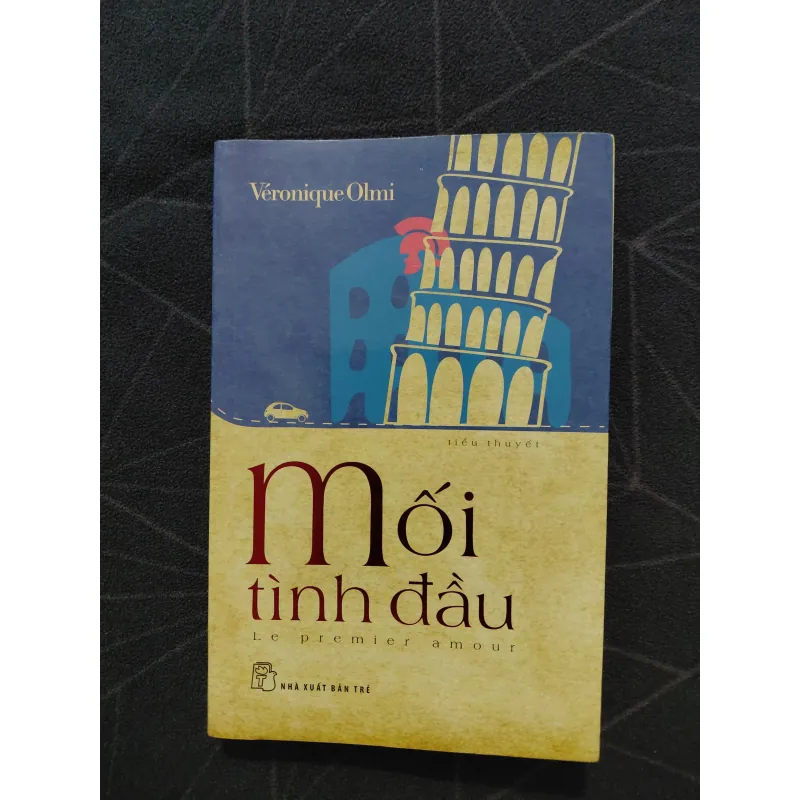 Véronique Olmi
tiểu thuyết
mối
tình đầu
Le premier amour
NHÀ XUẤT BẢN TRẺ